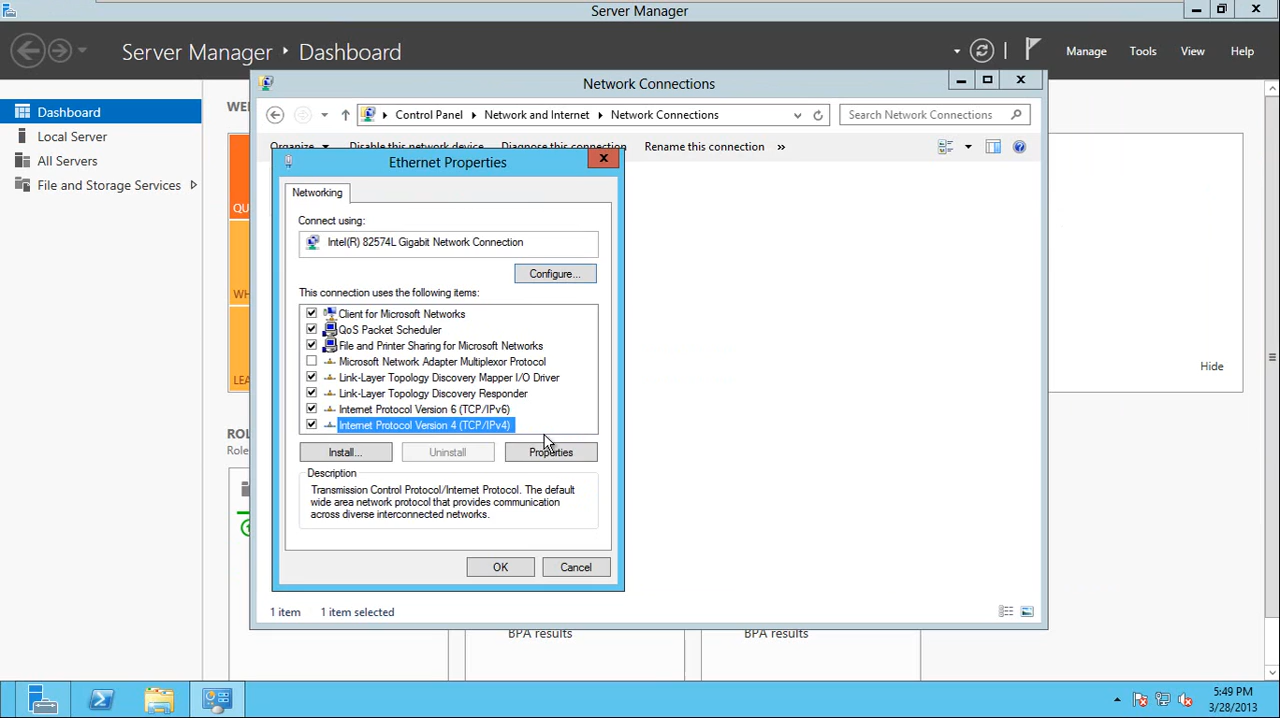 Server Manager
Server Manager ‣ Dashboard
Manage Tools View Help
Dashboard
Local Server
All Servers
File and Storage Services
Network Connections
Control Panel ▸ Network and Internet ▸ Network Connections
Search Network Connections
Organize Disable this network device Diagnose this connection Rename this connection »
Ethernet Properties
Networking
Connect using:
Intel(R) 82574L Gigabit Network Connection
Configure...
This connection uses the following items:
Client for Microsoft Networks
QoS Packet Scheduler
File and Printer Sharing for Microsoft Networks
Microsoft Network Adapter Multiplexor Protocol
Link-Layer Topology Discovery Mapper I/O Driver
Link-Layer Topology Discovery Responder
Internet Protocol Version 6 (TCP/IPv6)
Internet Protocol Version 4 (TCP/IPv4)
Install... Uninstall Properties
Description
Transmission Control Protocol/Internet Protocol. The default
wide area network protocol that provides communication
across diverse interconnected networks.
OK Cancel
1 item 1 item selected
WEL
QU
WH
LEA
Hide
ROL
Role
BPA results
BPA results
5:49 PM
3/28/2013